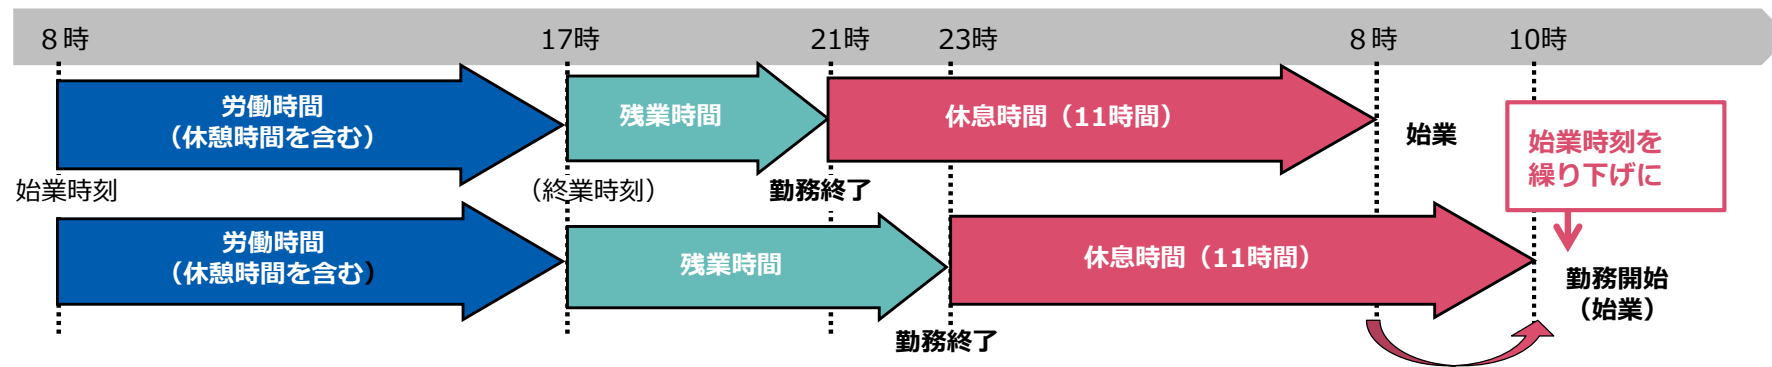 ８時 17時 21時 23時 ８時 10時
労働時間
（休憩時間を含む）
残業時間
休息時間（11時間）
始業
始業時刻を
繰り下げに
始業時刻
（終業時刻）
勤務終了
労働時間
（休憩時間を含む）
残業時間
休息時間（11時間）
勤務開始
（始業）
勤務終了